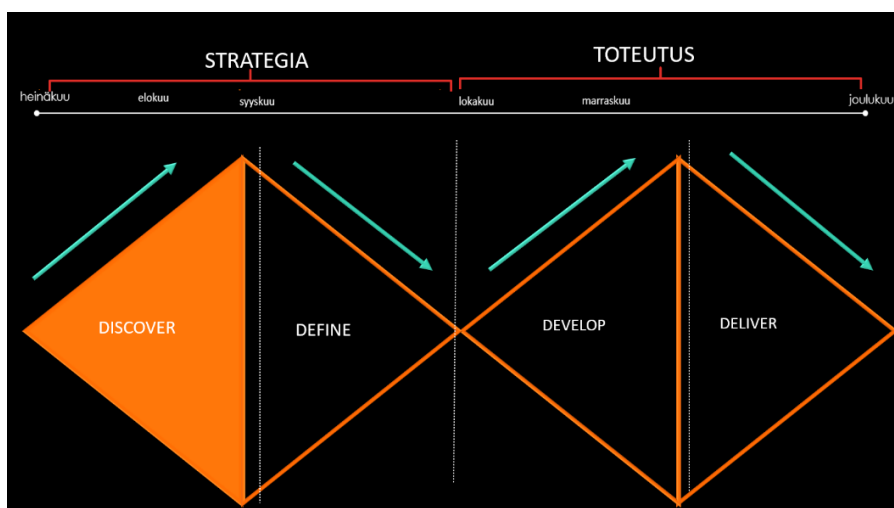 STRATEGIA
TOTEUTUS
heinäkuu
elokuu
syyskuu
lokakuu
marraskuu
joulukuu
DISCOVER
DEFINE
DEVELOP
DELIVER